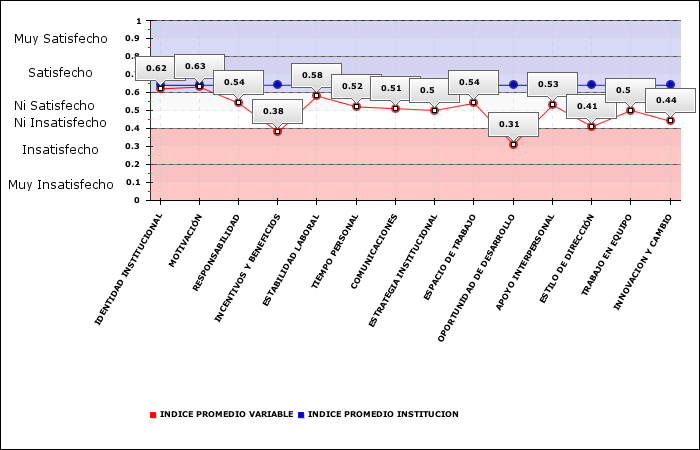 1
0.9
0.8
0.7
0.6
0.5
0.4
0.3
0.2
0.1
0
Muy Satisfecho
Satisfecho
Ni Satisfecho
Ni Insatisfecho
Insatisfecho
Muy Insatisfecho
0.62
0.63
0.54
0.38
0.58
0.52
0.51
0.5
0.54
0.31
0.53
0.41
0.5
0.44
IDENTIDAD INSTITUCIONAL
MOTIVACIÓN
RESPONSABILIDAD
INCENTIVOS Y BENEFICIOS
ESTABILIDAD LABORAL
TIEMPO PERSONAL
COMUNICACIONES
ESTRATEGIA INSTITUCIONAL
ESPACIO DE TRABAJO
OPORTUNIDAD DE DESARROLLO
APOYO INTERPERSONAL
ESTILO DE DIRECCIÓN
TRABAJO EN EQUIPO
INNOVACION Y CAMBIO
INDICE PROMEDIO VARIABLE
INDICE PROMEDIO INSTITUCION